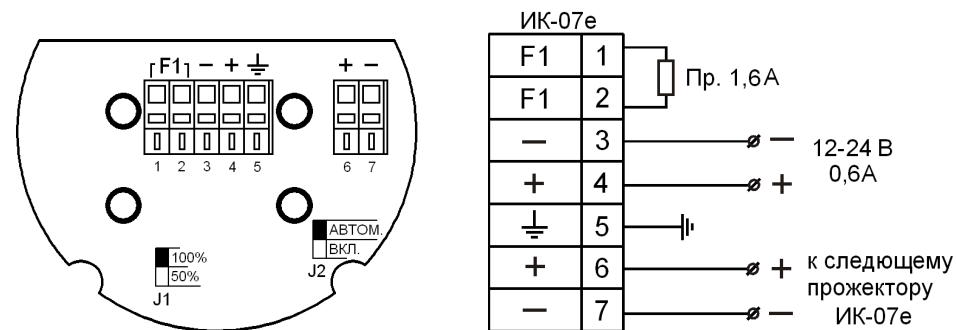 F1 − + ⏚ + −
1 2 3 4 5 6 7
100%
50%
J1
АВТОМ.
ВКЛ.
J2
ИК-07е
F1 1
F1 2
Пр. 1,6А
− 3 −
+ 4 +
12-24 В
0,6А
⏚ 5
+ 6 +
− 7 −
к следющему
прожектору
ИК-07е